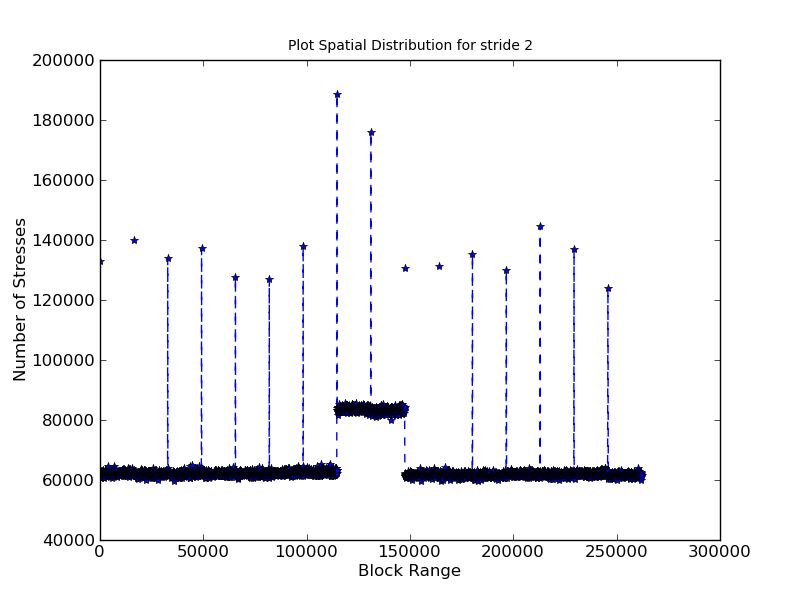 Plot Spatial Distribution for stride 2
200000
180000
160000
140000
120000
100000
80000
60000
40000
Number of Stresses
0 50000 100000 150000 200000 250000 300000
Block Range